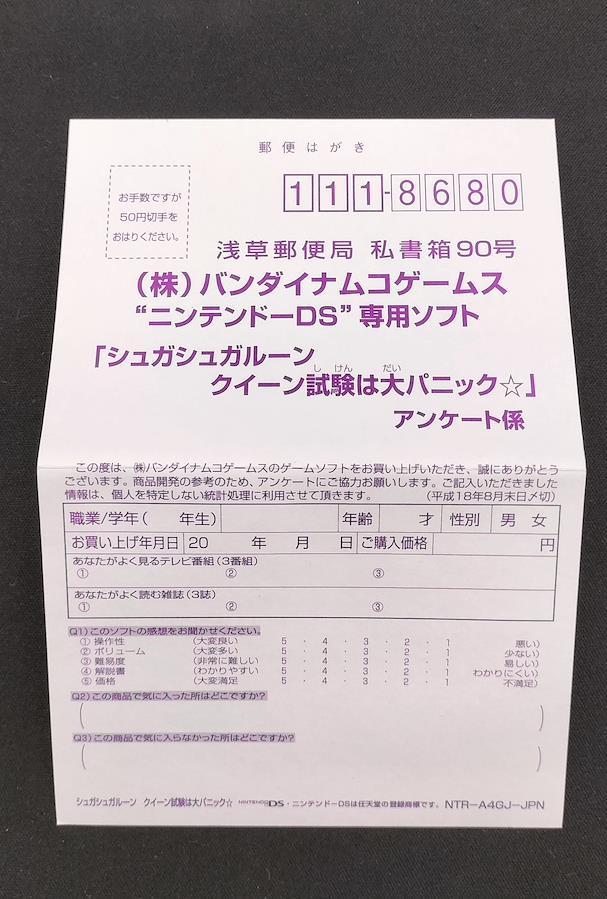 郵便はがき
お手数ですが
50円切手を
おはりください。
111-8680
浅草郵便局 私書箱90号
(株)バンダイナムコゲームス
“ニンテンドーDS”専用ソフト
「シュガシュガルーン
しけん だい
クイーン試験は大パニック☆」
アンケート係
この度は、㈱バンダイナムコゲームスのゲームソフトをお買い上げいただき、誠にありがとう
ございます。商品開発の参考のため、アンケートにご協力お願いします。ご記入いただきました
情報は、個人を特定しない統計処理に利用させて頂きます。 (平成18年8月末日〆切)
職業/学年( 年生) 年齢 才 性別 男 女
お買い上げ年月日 20 年 月 日 ご購入価格 円
あなたがよく見るテレビ番組(3番組)
① ② ③
あなたがよく読む雑誌(3誌)
① ② ③
Q1)このソフトの感想をお聞かせください。
① 操作性 (大変良い 5 ・ 4 ・ 3 ・ 2 ・ 1 悪い)
② ボリューム (大変多い 5 ・ 4 ・ 3 ・ 2 ・ 1 少ない)
③ 難易度 (非常に難しい 5 ・ 4 ・ 3 ・ 2 ・ 1 易しい)
④ 解説書 (わかりやすい 5 ・ 4 ・ 3 ・ 2 ・ 1 わかりにくい)
⑤ 価格 (大変満足 5 ・ 4 ・ 3 ・ 2 ・ 1 不満足)
Q2)この商品で気に入った所はどこですか?
( )
Q3)この商品で気に入らなかった所はどこですか?
( )
シュガシュガルーン クイーン試験は大パニック☆ NINTENDO DS・ニンテンドーDSは任天堂の登録商標です。 NTR-A4GJ-JPN